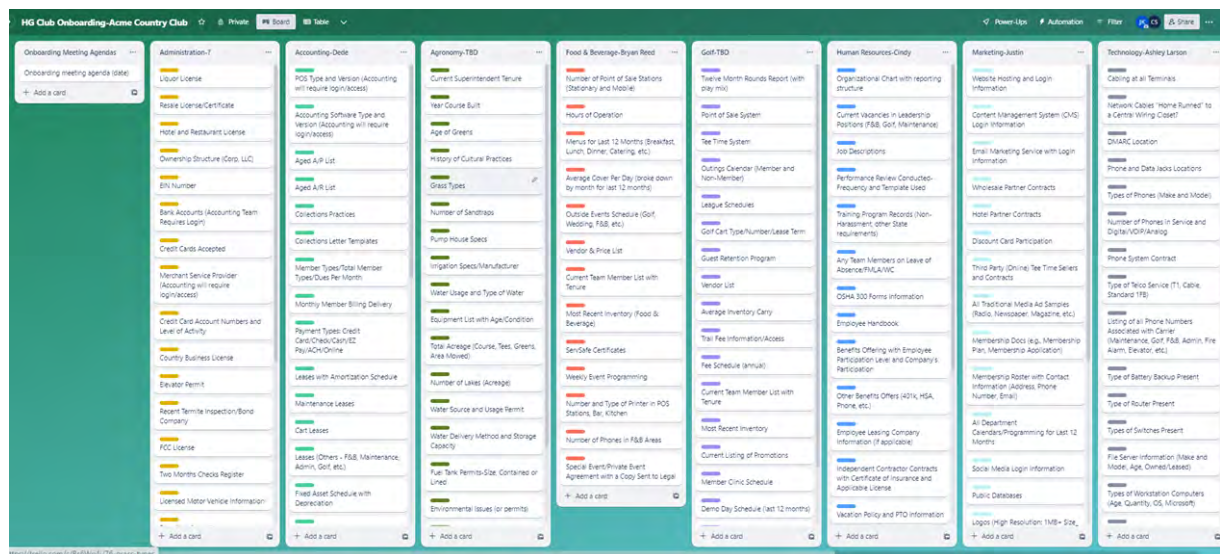 HG Club Onboarding-Acme Country Club
Private
Board
Table
Power-Ups
Automation
Filter
JC
CS
Share
Onboarding Meeting Agendas
Onboarding meeting agenda (date)
+ Add a card
Administration-?
Liquor License
Resale License/Certificate
Hotel and Restaurant License
Ownership Structure (Corp, LLC)
EIN Number
Bank Accounts (Accounting Team
Requires Login)
Credit Cards Accepted
Merchant Service Provider
(Accounting will require
login/access)
Credit Card Account Numbers and
Level of Activity
Country Business License
Elevator Permit
Recent Termite Inspection/Bond
Company
FCC License
Two Months Checks Register
Licensed Motor Vehicle Information
+ Add a card
Accounting-Dede
POS Type and Version (Accounting
will require login/access)
Accounting Software Type and
Version (Accounting will require
login/access)
Aged A/P List
Aged A/R List
Collections Practices
Collections Letter Templates
Member Types/Total Member
Types/Dues Per Month
Monthly Member Billing Delivery
Payment Types: Credit
Card/Check/Cash/EZ
Pay/ACH/Online
Leases with Amortization Schedule
Maintenance Leases
Cart Leases
Leases (Others - F&B, Maintenance,
Admin, Golf, etc.)
Fixed Asset Schedule with
Depreciation
+ Add a card
Agronomy-TBD
Current Superintendent Tenure
Year Course Built
Age of Greens
History of Cultural Practices
Grass Types
Number of Sandtraps
Pump House Specs
Irrigation Specs/Manufacturer
Water Usage and Type of Water
Equipment List with Age/Condition
Total Acreage (Course, Tees, Greens,
Area Mowed)
Number of Lakes (Acreage)
Water Source and Usage Permit
Water Delivery Method and Storage
Capacity
Fuel Tank Permits-Size, Contained or
Lined
Environmental Issues (or permits)
+ Add a card
Food & Beverage-Bryan Reed
Number of Point of Sale Stations
(Stationary and Mobile)
Hours of Operation
Menus for Last 12 Months (Breakfast,
Lunch, Dinner, Catering, etc.)
Average Cover Per Day (broke down
by month for last 12 months)
Outside Events Schedule (Golf,
Wedding, F&B, etc.)
Vendor & Price List
Current Team Member List with
Tenure
Most Recent Inventory (Food &
Beverage)
ServSafe Certificates
Weekly Event Programming
Number and Type of Printer in POS
Stations, Bar, Kitchen
Number of Phones in F&B Areas
Special Event/Private Event
Agreement with a Copy Sent to Legal
+ Add a card
Golf-TBD
Twelve Month Rounds Report (with
play mix)
Point of Sale System
Tee Time System
Outings Calendar (Member and
Non-Member)
League Schedules
Golf Cart Type/Number/Lease Term
Guest Retention Program
Vendor List
Average Inventory Carry
Trail Fee Information/Access
Fee Schedule (annual)
Current Team Member List with
Tenure
Most Recent Inventory
Current Listing of Promotions
Member Clinic Schedule
Demo Day Schedule (last 12 months)
+ Add a card
Human Resources-Cindy
Organizational Chart with reporting
structure
Current Vacancies in Leadership
Positions (F&B, Golf, Maintenance)
Job Descriptions
Performance Review Conducted-
Frequency and Template Used
Training Program Records (Non-
Harassment, other State
requirements)
Any Team Members on Leave of
Absence/FMLA/WC
OSHA 300 Forms Information
Employee Handbook
Benefits Offering with Employee
Participation Level and Company's
Participation
Other Benefits Offers (401k, HSA,
Phone, etc.)
Employee Leasing Company
Information (if applicable)
Independent Contractor Contracts
with Certificate of Insurance and
Applicable License
Vacation Policy and PTO Information
+ Add a card
Marketing-Justin
Website Hosting and Login
Information
Content Management System (CMS)
Login Information
Email Marketing Service with Login
Information
Wholesale Partner Contracts
Hotel Partner Contracts
Discount Card Participation
Third Party (Online) Tee Time Sellers
and Contracts
All Traditional Media Ad Samples
(Radio, Newspaper, Magazine, etc.)
Membership Docs (e.g., Membership
Plan, Membership Application)
Membership Roster with Contact
Information (Address, Phone
Number, Email)
All Department
Calendars/Programming for Last 12
Months
Social Media Login Information
Public Databases
Logos (High Resolution: 1MB+ Size,
+ Add a card
Technology-Ashley Larson
Cabling at all Terminals
Network Cables "Home Runned" to
a Central Wiring Closet?
DMARC Location
Phone and Data Jacks Locations
Types of Phones (Make and Model)
Number of Phones in Service and
Digital/VOIP/Analog
Phone System Contract
Type of Telco Service (T1, Cable,
Standard 1FB)
Listing of all Phone Numbers
Associated with Carrier
(Maintenance, Golf, F&B, Admin, Fire
Alarm, Elevator, etc.)
Type of Battery Backup Present
Type of Router Present
Types of Switches Present
File Server Information (Make and
Model, Age, Owned/Leased)
Types of Workstation Computers
(Age, Quantity, OS, Microsoft)
+ Add a card